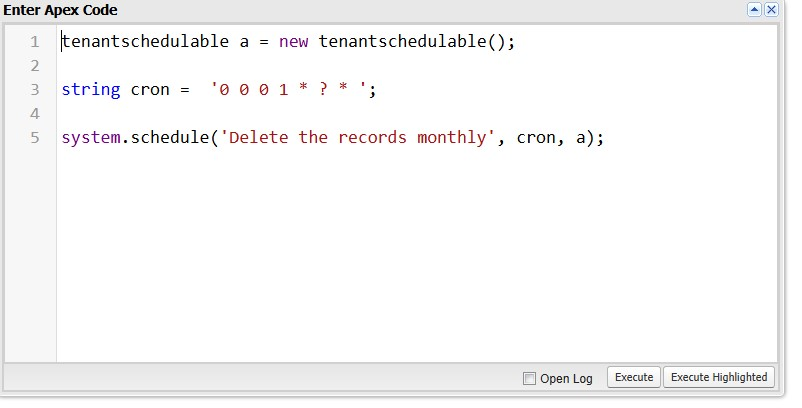 Enter Apex Code
1 tenantschedulable a = new tenantschedulable();
2
3 string cron =  '0 0 0 1 * ? * ';
4
5 system.schedule('Delete the records monthly', cron, a);
Open Log Execute Execute Highlighted